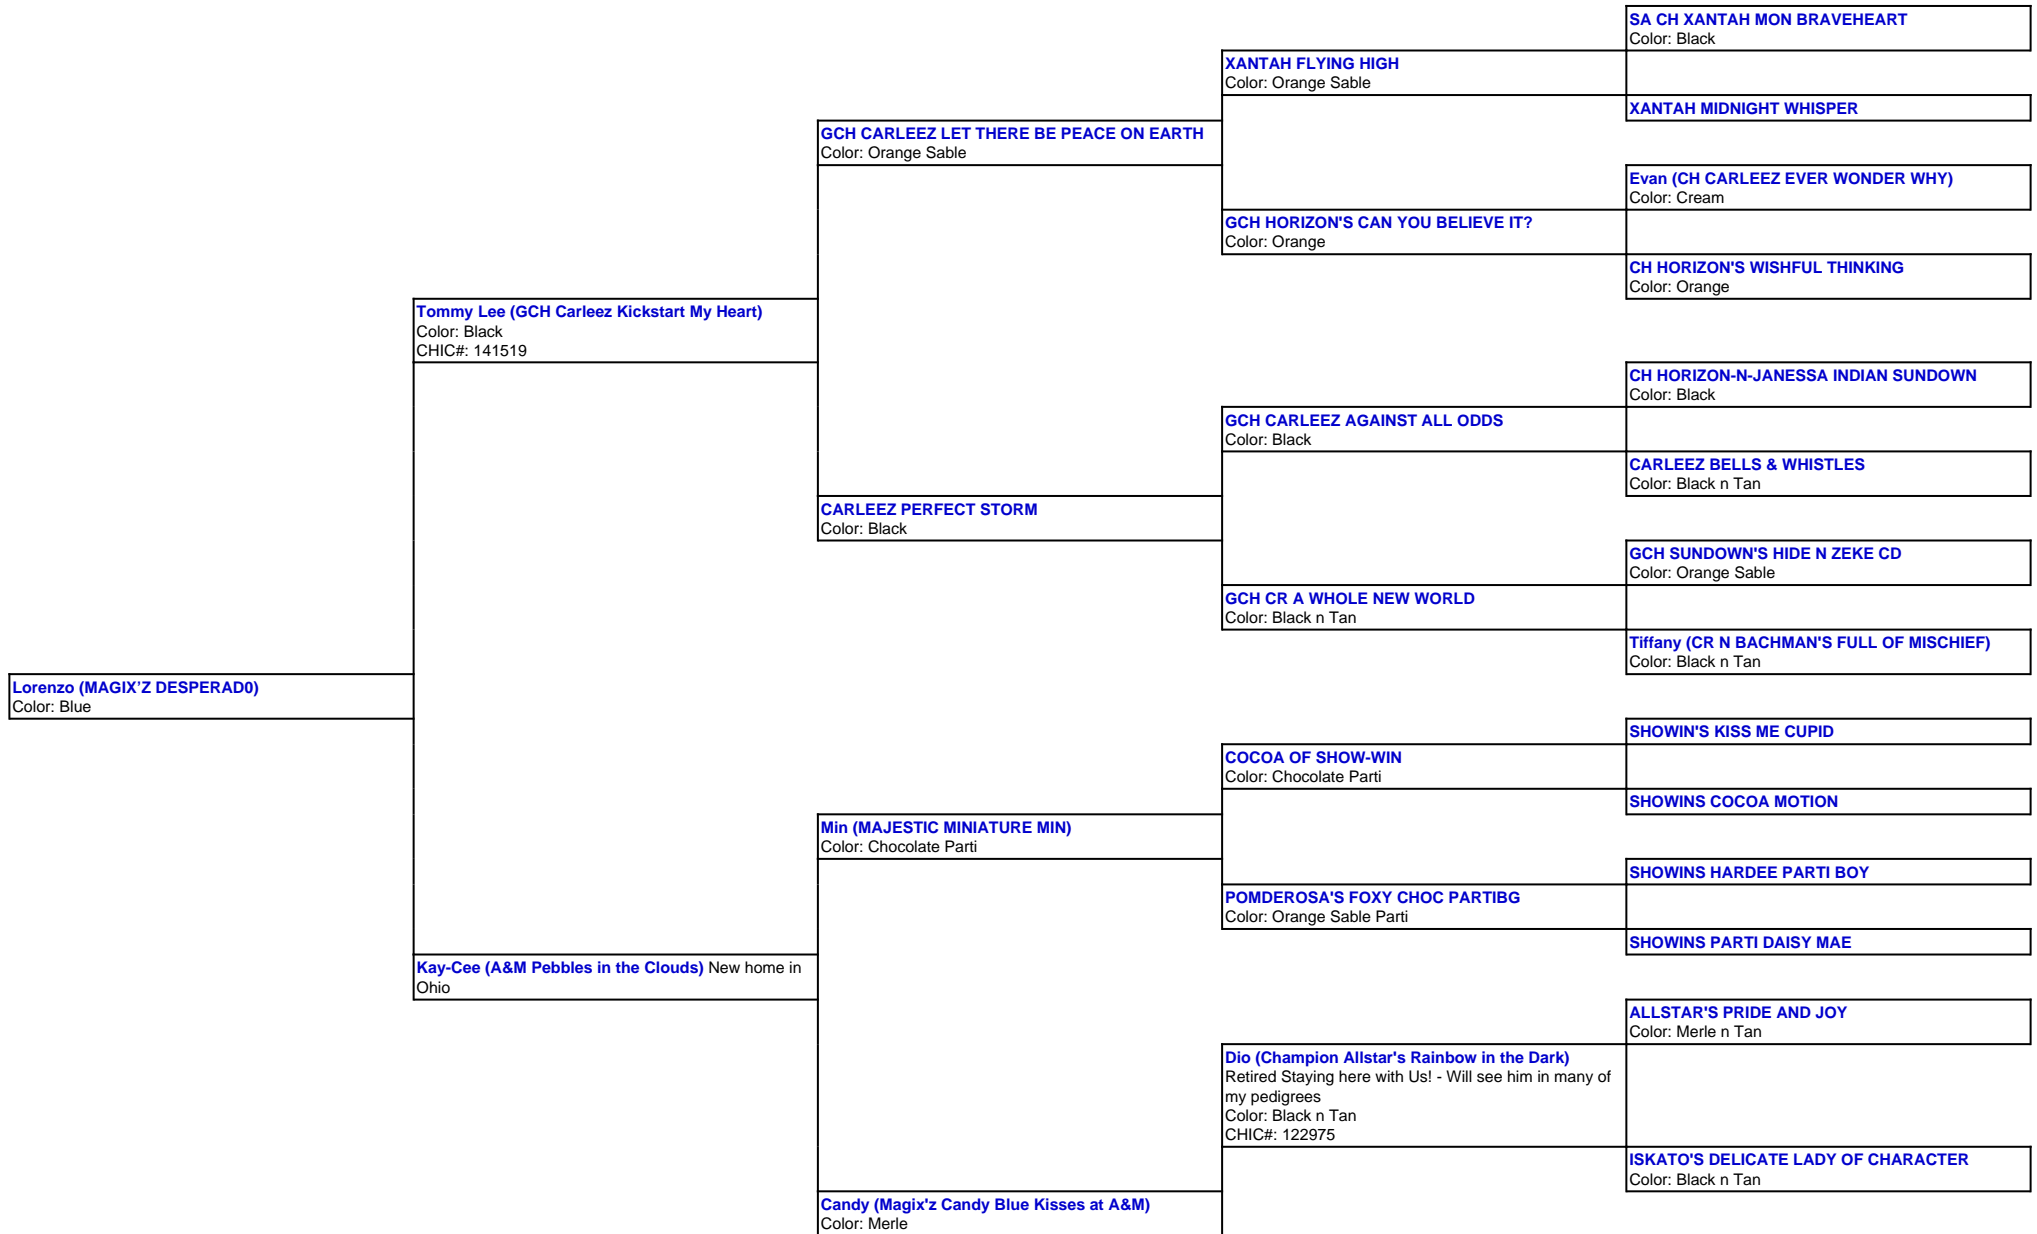 SA CH XANTAH MON BRAVEHEART
Color: Black
XANTAH FLYING HIGH
Color: Orange Sable
XANTAH MIDNIGHT WHISPER
GCH CARLEEZ LET THERE BE PEACE ON EARTH
Color: Orange Sable
Evan (CH CARLEEZ EVER WONDER WHY)
Color: Cream
GCH HORIZON'S CAN YOU BELIEVE IT?
Color: Orange
CH HORIZON'S WISHFUL THINKING
Color: Orange
Tommy Lee (GCH Carleez Kickstart My Heart)
Color: Black
CHIC#: 141519
CH HORIZON-N-JANESSA INDIAN SUNDOWN
Color: Black
GCH CARLEEZ AGAINST ALL ODDS
Color: Black
CARLEEZ BELLS & WHISTLES
Color: Black n Tan
CARLEEZ PERFECT STORM
Color: Black
GCH SUNDOWN'S HIDE N ZEKE CD
Color: Orange Sable
GCH CR A WHOLE NEW WORLD
Color: Black n Tan
Tiffany (CR N BACHMAN'S FULL OF MISCHIEF)
Color: Black n Tan
Lorenzo (MAGIX’Z DESPERAD0)
Color: Blue
SHOWIN'S KISS ME CUPID
COCOA OF SHOW-WIN
Color: Chocolate Parti
SHOWINS COCOA MOTION
Min (MAJESTIC MINIATURE MIN)
Color: Chocolate Parti
SHOWINS HARDEE PARTI BOY
POMDEROSA'S FOXY CHOC PARTIBG
Color: Orange Sable Parti
SHOWINS PARTI DAISY MAE
Kay-Cee (A&M Pebbles in the Clouds) New home in
Ohio
ALLSTAR'S PRIDE AND JOY
Color: Merle n Tan
Dio (Champion Allstar's Rainbow in the Dark)
Retired Staying here with Us! - Will see him in many of
my pedigrees
Color: Black n Tan
CHIC#: 122975
ISKATO'S DELICATE LADY OF CHARACTER
Color: Black n Tan
Candy (Magix'z Candy Blue Kisses at A&M)
Color: Merle